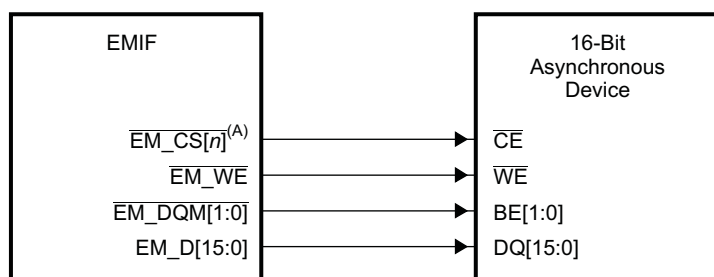 EMIF
16-Bit
Asynchronous
Device
EM_CS[n](A)
CE
EM_WE
WE
EM_DQM[1:0]
BE[1:0]
EM_D[15:0]
DQ[15:0]